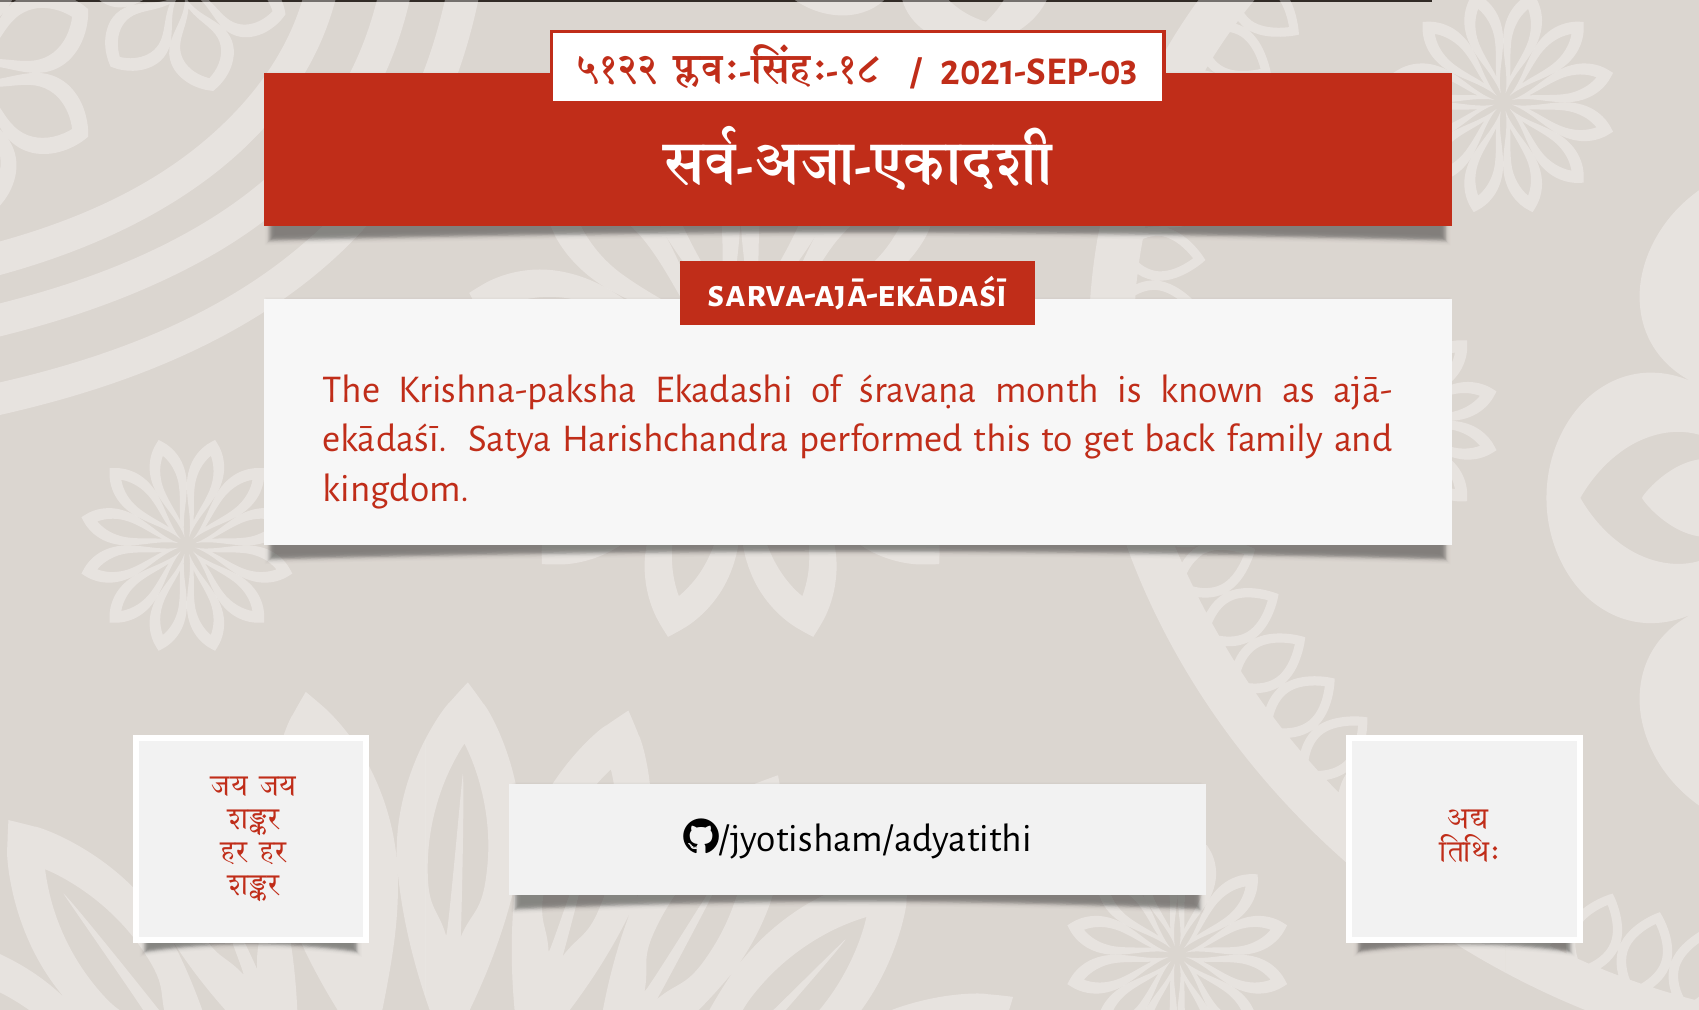 ५१२२ प्लवः-सिंहः-१८ / 2021-SEP-03
सर्व-अजा-एकादशी
SARVA-AJĀ-EKĀDAŚĪ
The Krishna-paksha Ekadashi of śravaṇa month is known as ajā-
ekādaśī. Satya Harishchandra performed this to get back family and
kingdom.
जय जय
शङ्कर
हर हर
शङ्कर
/jyotisham/adyatithi
अद्य
तिथिः